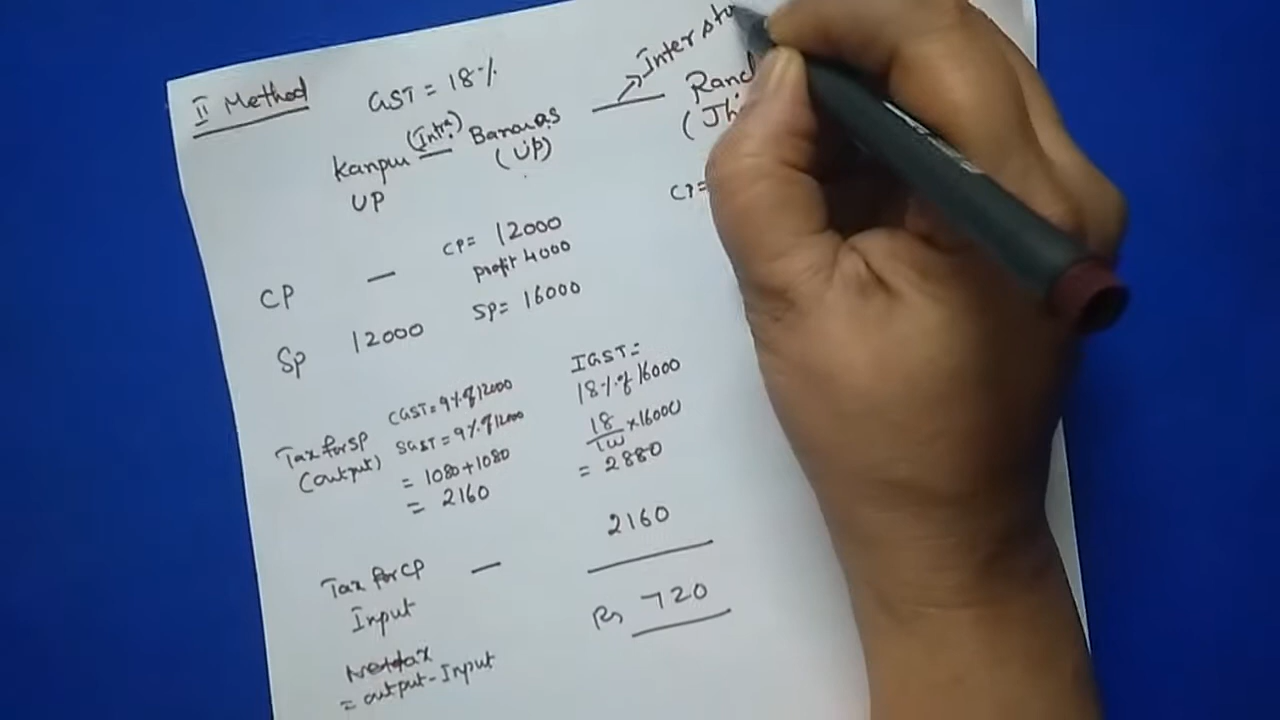 II Method
GST = 18%
Inter sta
Kanpur (Intra) Banaras
UP (UP)
Ranc
(Jh
CP — CP= 12000
profit 4000
CP=
SP 12000 SP= 16000
Tax for SP
(output)
CGST = 9% of 12000
SGST = 9% of 12000
= 1080+1080
= 2160
IGST =
18% of 16000
18/100 × 16000
= 2880
Tax for CP — 2160
Input
Rs 720
Net tax
= output - Input